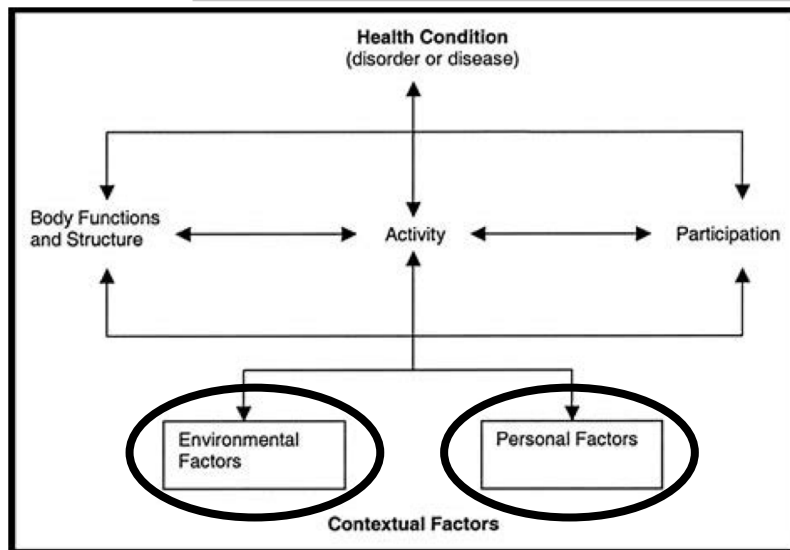 Health Condition
(disorder or disease)
Body Functions
and Structure
Activity
Participation
Environmental
Factors
Personal Factors
Contextual Factors